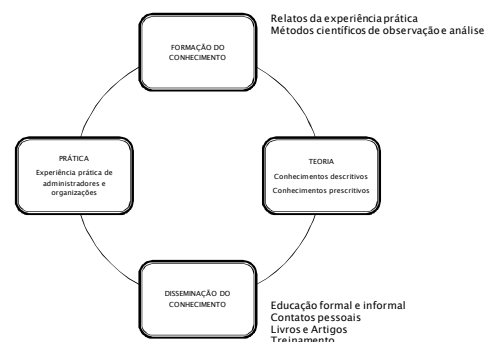 Relatos da experiência prática
Métodos científicos de observação e análise
FORMAÇÃO DO
CONHECIMENTO
PRÁTICA
Experiência prática de
administradores e
organizações
TEORIA
Conhecimentos descritivos
Conhecimentos prescritivos
DISSEMINAÇÃO DO
CONHECIMENTO
Educação formal e informal
Contatos pessoais
Livros e Artigos
Treinamento